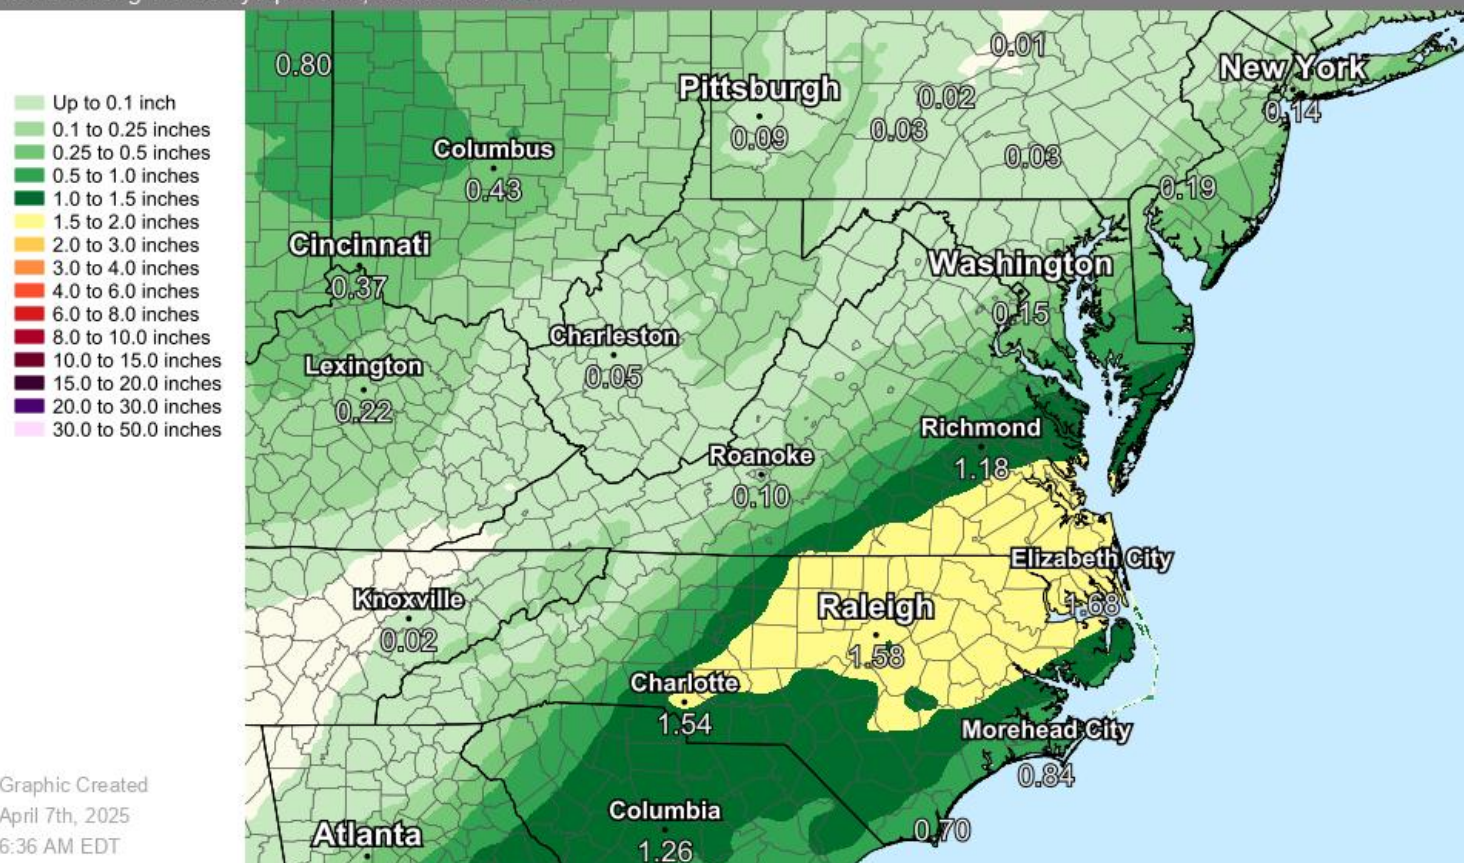 Up to 0.1 inch
0.1 to 0.25 inches
0.25 to 0.5 inches
0.5 to 1.0 inches
1.0 to 1.5 inches
1.5 to 2.0 inches
2.0 to 3.0 inches
3.0 to 4.0 inches
4.0 to 6.0 inches
6.0 to 8.0 inches
8.0 to 10.0 inches
10.0 to 15.0 inches
15.0 to 20.0 inches
20.0 to 30.0 inches
30.0 to 50.0 inches
0.80
0.01
New York
0.14
Pittsburgh
0.09
0.02
0.03
0.03
Columbus
0.43
0.19
Cincinnati
0.37
Washington
0.15
Charleston
0.05
Lexington
0.22
Richmond
1.18
Roanoke
0.10
Elizabeth City
1.68
Knoxville
0.02
Raleigh
1.58
Charlotte
1.54
Morehead City
0.84
Columbia
1.26
0.70
Atlanta
Graphic Created
April 7th, 2025
6:36 AM EDT